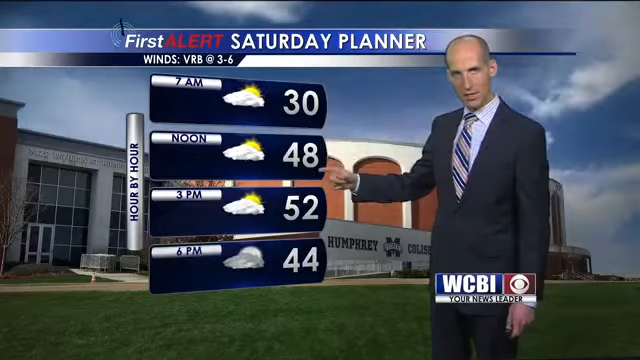 FirstALERT SATURDAY PLANNER
WINDS: VRB @ 3-6
HOUR BY HOUR
7 AM
30
NOON
48
3 PM
52
6 PM
44
HUMPHREY COLISE
WCBI
YOUR NEWS LEADER